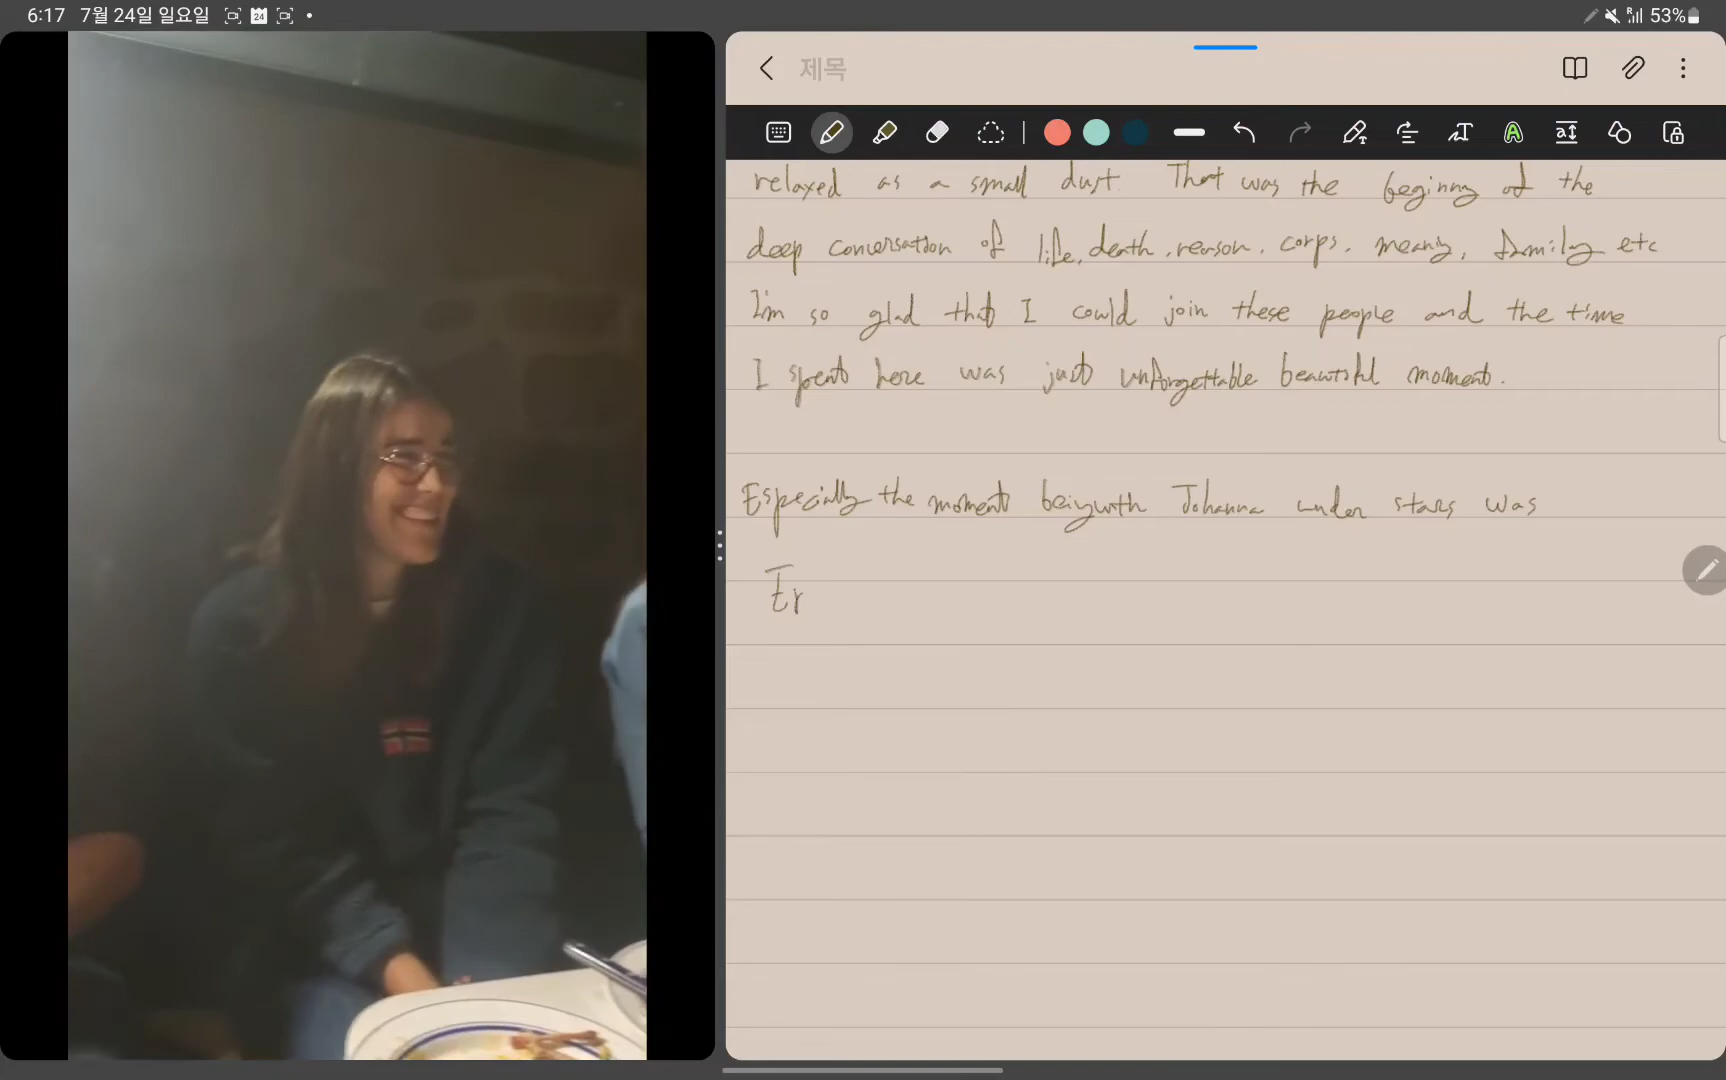 6:17 7월 24일 일요일 24
53%
제목
relaxed as a small dust. That was the beginny of the
deep conversation of life, death, reason, corps, meaning, family etc
I'm so glad that I could join these people and the time
I spent here was just unforgettable beautiful moment.
Especially the moment being with Johanna under stars was
Er